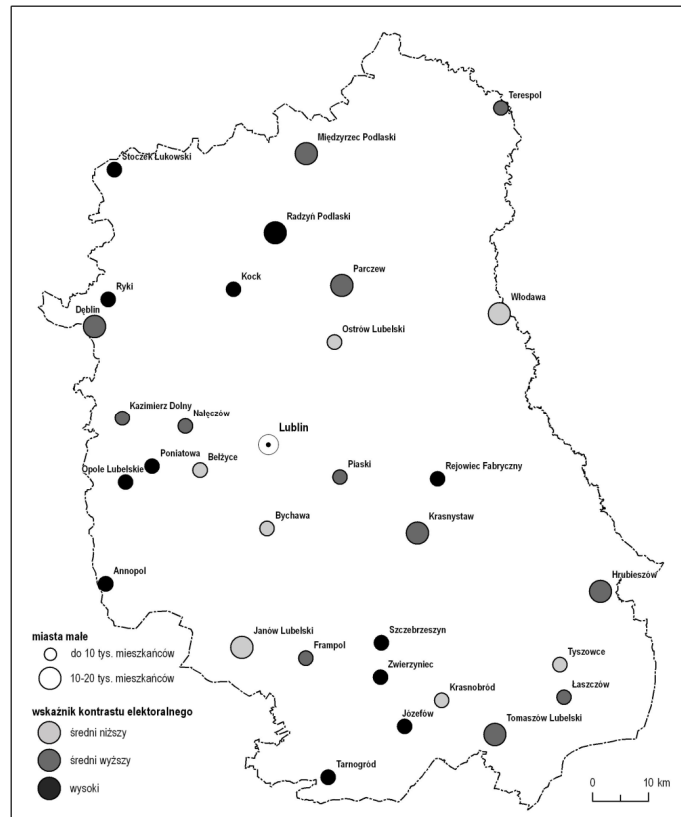 Terespol
Międzyrzec Podlaski
Stoczek Łukowski
Radzyń Podlaski
Kock
Parczew
Ryki
Dęblin
Włodawa
Ostrów Lubelski
Kazimierz Dolny
Nałęczów
Lublin
Poniatowa
Bełżyce
Opole Lubelskie
Piaski
Rejowiec Fabryczny
Bychawa
Krasnystaw
Annopol
Hrubieszów
Janów Lubelski
Frampol
Szczebrzeszyn
Zwierzyniec
Tyszowce
Łaszczów
Krasnobród
Józefów
Tomaszów Lubelski
Tarnogród
miasta małe
do 10 tys. mieszkańców
10-20 tys. mieszkańców
wskaźnik kontrastu elektoralnego
średni niższy
średni wyższy
wysoki
0 10 km